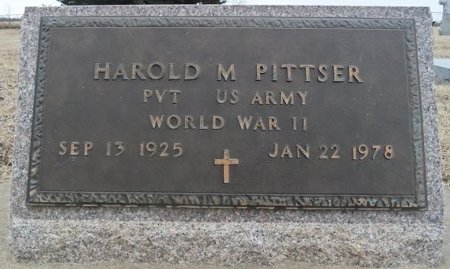 HAROLD M PITTSER
PVT US ARMY
WORLD WAR II
SEP 13 1925 JAN 22 1978